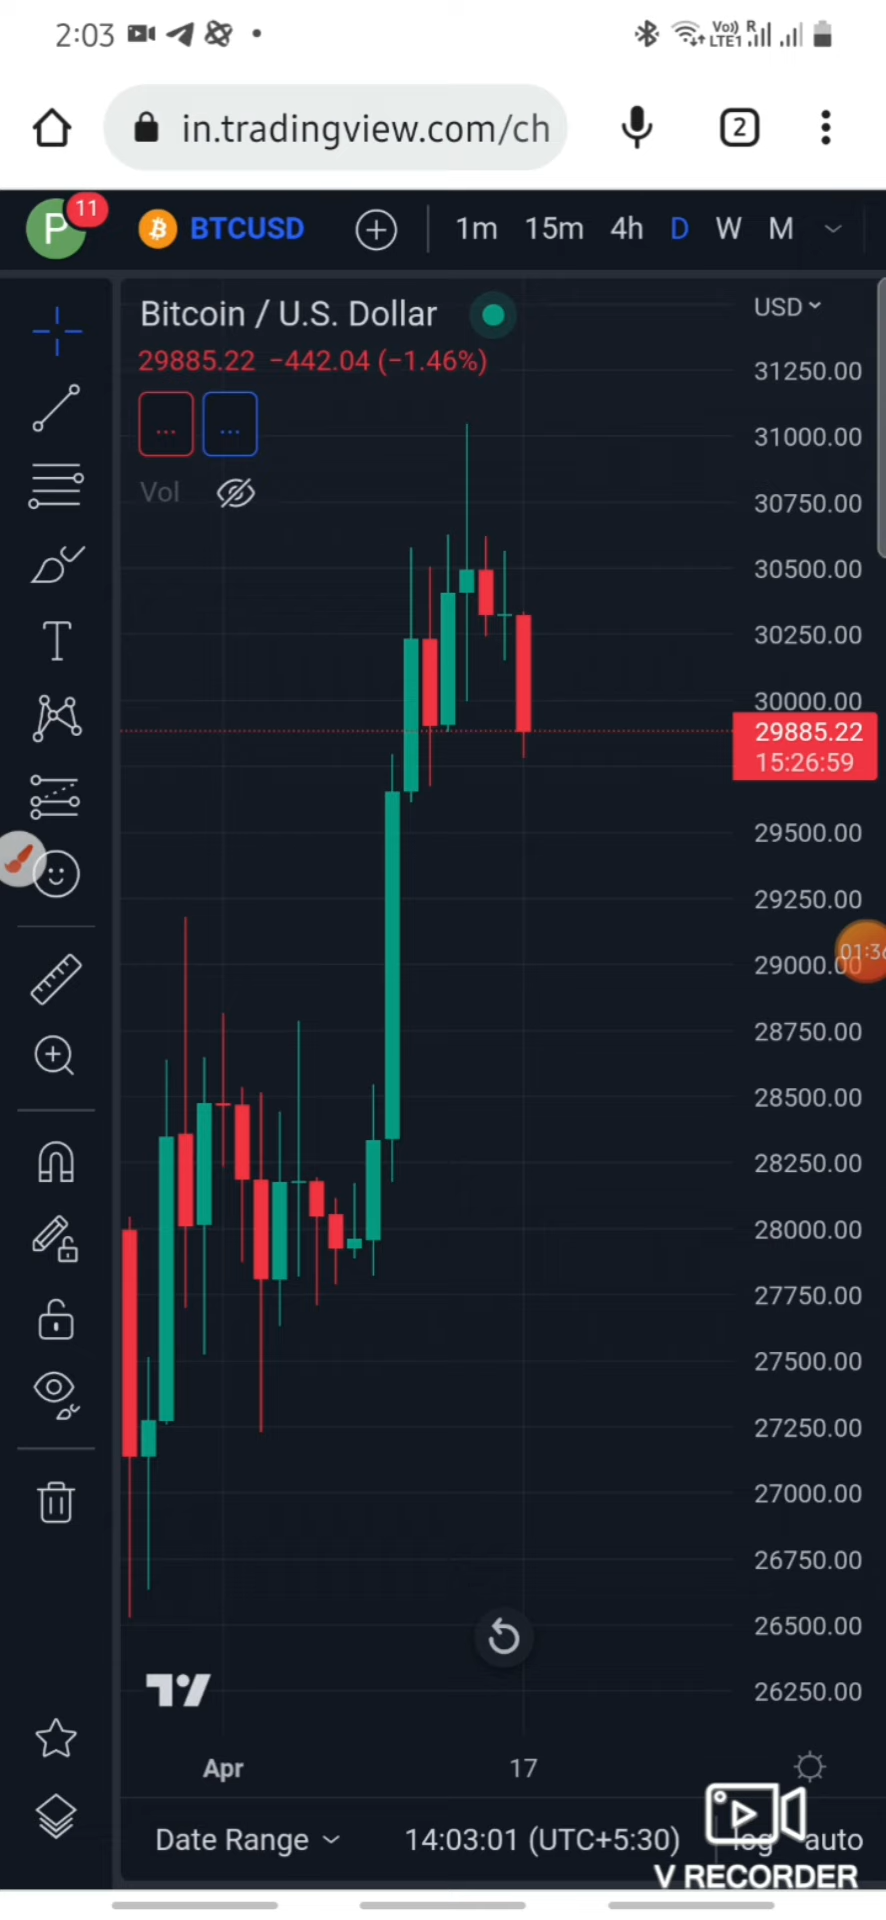 2:03
Vo)) R
LTE1
in.tradingview.com/ch
2
P
11
BTCUSD
1m 15m 4h D W M
Bitcoin / U.S. Dollar
USD
29885.22 −442.04 (−1.46%)
... ...
Vol
31250.00
31000.00
30750.00
30500.00
30250.00
30000.00
29885.22
15:26:59
29500.00
29250.00
29000.00
28750.00
28500.00
28250.00
28000.00
27750.00
27500.00
27250.00
27000.00
26750.00
26500.00
26250.00
Apr 17
Date Range 14:03:01 (UTC+5:30) log auto
V RECORDER